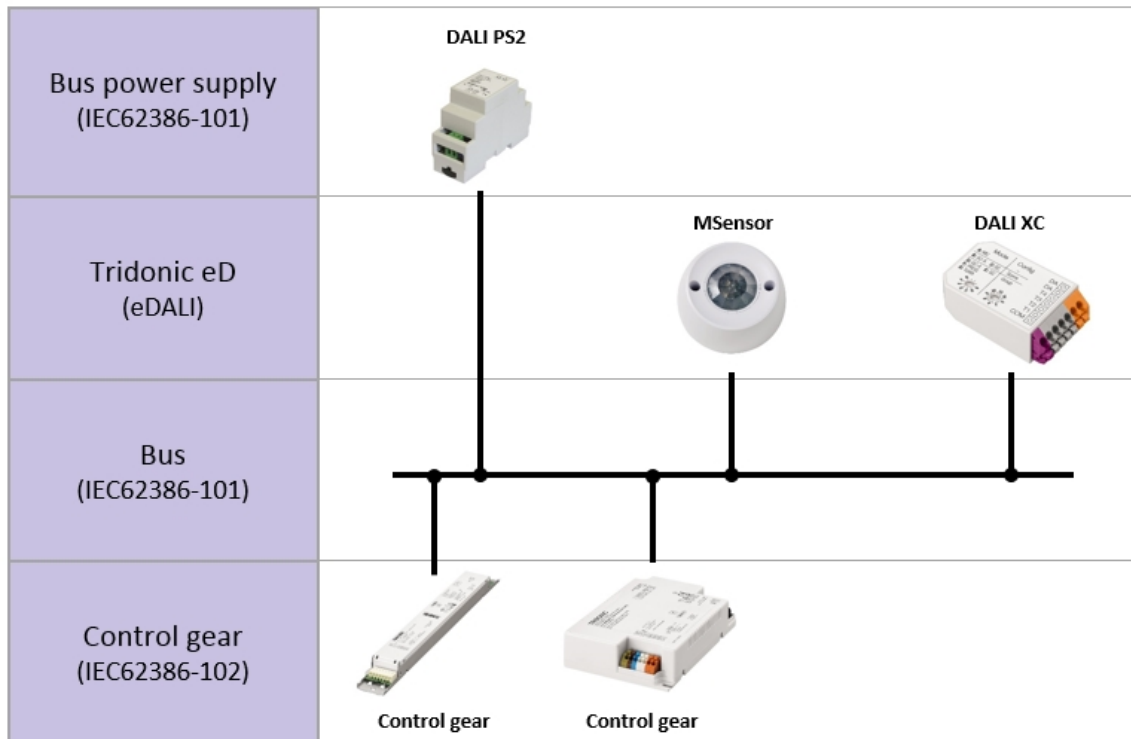 DALI PS2
Bus power supply
(IEC62386-101)
MSensor
DALI XC
Tridonic eD
(eDALI)
Bus
(IEC62386-101)
Control gear
(IEC62386-102)
Control gear
Control gear